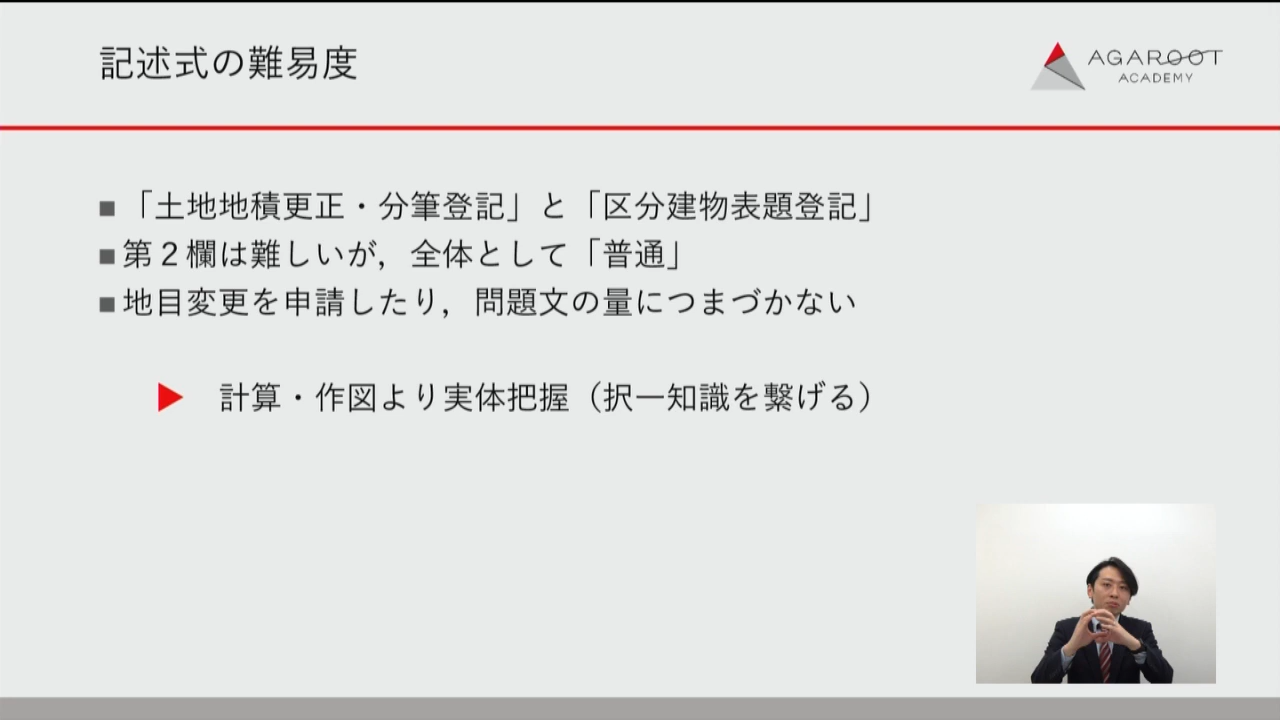 記述式の難易度
AGAROOT
ACADEMY
■「土地地積更正・分筆登記」と「区分建物表題登記」
■第２欄は難しいが，全体として「普通」
■地目変更を申請したり，問題文の量につまづかない
▶ 計算・作図より実体把握（択一知識を繋げる）